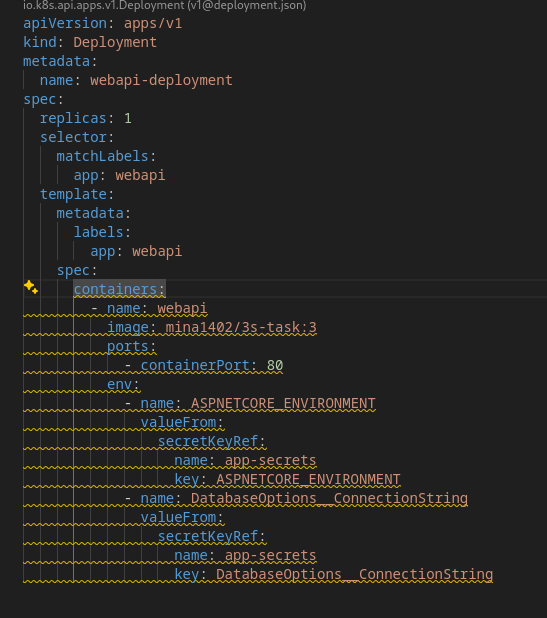 io.k8s.api.apps.v1.Deployment (v1@deployment.json)
apiVersion: apps/v1
kind: Deployment
metadata:
  name: webapi-deployment
spec:
  replicas: 1
  selector:
    matchLabels:
      app: webapi
  template:
    metadata:
      labels:
        app: webapi
    spec:
      containers:
        - name: webapi
          image: mina1402/3s-task:3
          ports:
            - containerPort: 80
          env:
            - name: ASPNETCORE_ENVIRONMENT
              valueFrom:
                secretKeyRef:
                  name: app-secrets
                  key: ASPNETCORE_ENVIRONMENT
            - name: DatabaseOptions__ConnectionString
              valueFrom:
                secretKeyRef:
                  name: app-secrets
                  key: DatabaseOptions__ConnectionString